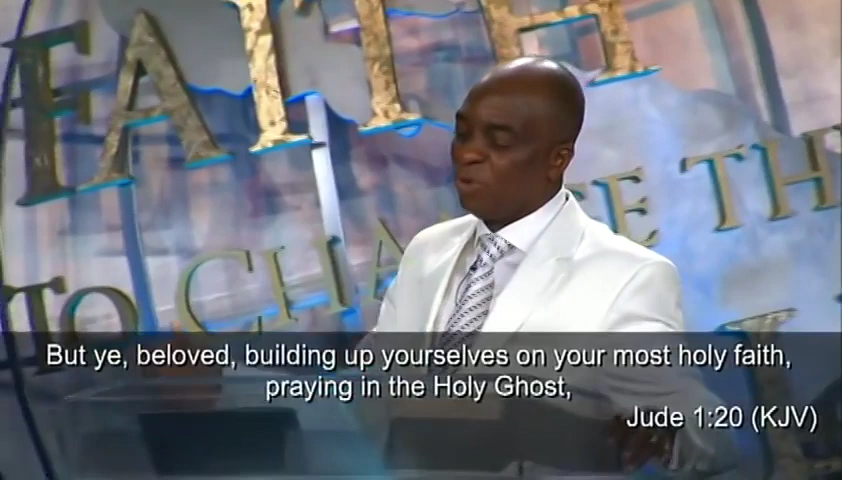 FAITH
TO CHANGE TH
But ye, beloved, building up yourselves on your most holy faith,
praying in the Holy Ghost,
Jude 1:20 (KJV)